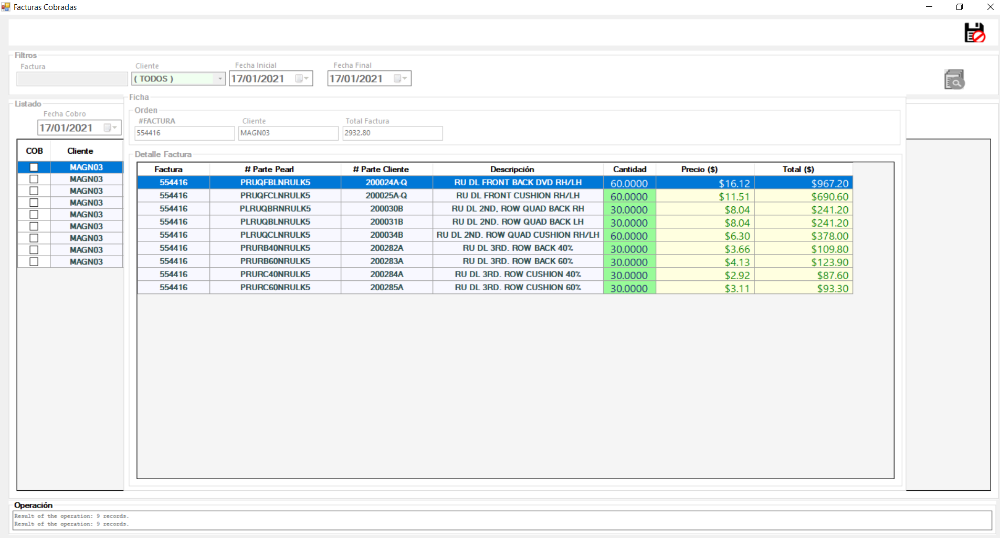 Facturas Cobradas
Filtros
Factura
Cliente
Fecha Inicial
Fecha Final
( TODOS )
17/01/2021
17/01/2021
Listado
Fecha Cobro
17/01/2021
COB Cliente
MAGN03
MAGN03
MAGN03
MAGN03
MAGN03
MAGN03
MAGN03
MAGN03
MAGN03
Ficha
Orden
#FACTURA Cliente Total Factura
554416 MAGN03 2932.80
Detalle Factura
Factura # Parte Pearl # Parte Cliente Descripción Cantidad Precio ($) Total ($)
554416 PRUQFBLNRULK5 200024A-Q RU DL FRONT BACK DVD RH/LH 60.0000 $16.12 $967.20
554416 PRUQFCLNRULK5 200025A-Q RU DL FRONT CUSHION RH/LH 60.0000 $11.51 $690.60
554416 PLRUQBRNRULK5 200030B RU DL 2ND, ROW QUAD BACK RH 30.0000 $8.04 $241.20
554416 PLRUQBLNRULK5 200031B RU DL 2ND. ROW QUAD BACK LH 30.0000 $8.04 $241.20
554416 PLRUQCLNRULK5 200034B RU DL 2ND. ROW QUAD CUSHION RH/LH 60.0000 $6.30 $378.00
554416 PRURB40NRULK5 200282A RU DL 3RD. ROW BACK 40% 30.0000 $3.66 $109.80
554416 PRURB60NRULK5 200283A RU DL 3RD. ROW BACK 60% 30.0000 $4.13 $123.90
554416 PRURC40NRULK5 200284A RU DL 3RD. ROW CUSHION 40% 30.0000 $2.92 $87.60
554416 PRURC60NRULK5 200285A RU DL 3RD. ROW CUSHION 60% 30.0000 $3.11 $93.30
Operación
Result of the operation: 9 records.
Result of the operation: 9 records.